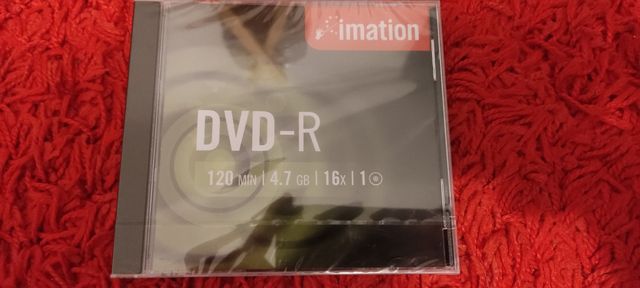 imation
DVD-R
120 MIN | 4.7 GB | 16x | 1